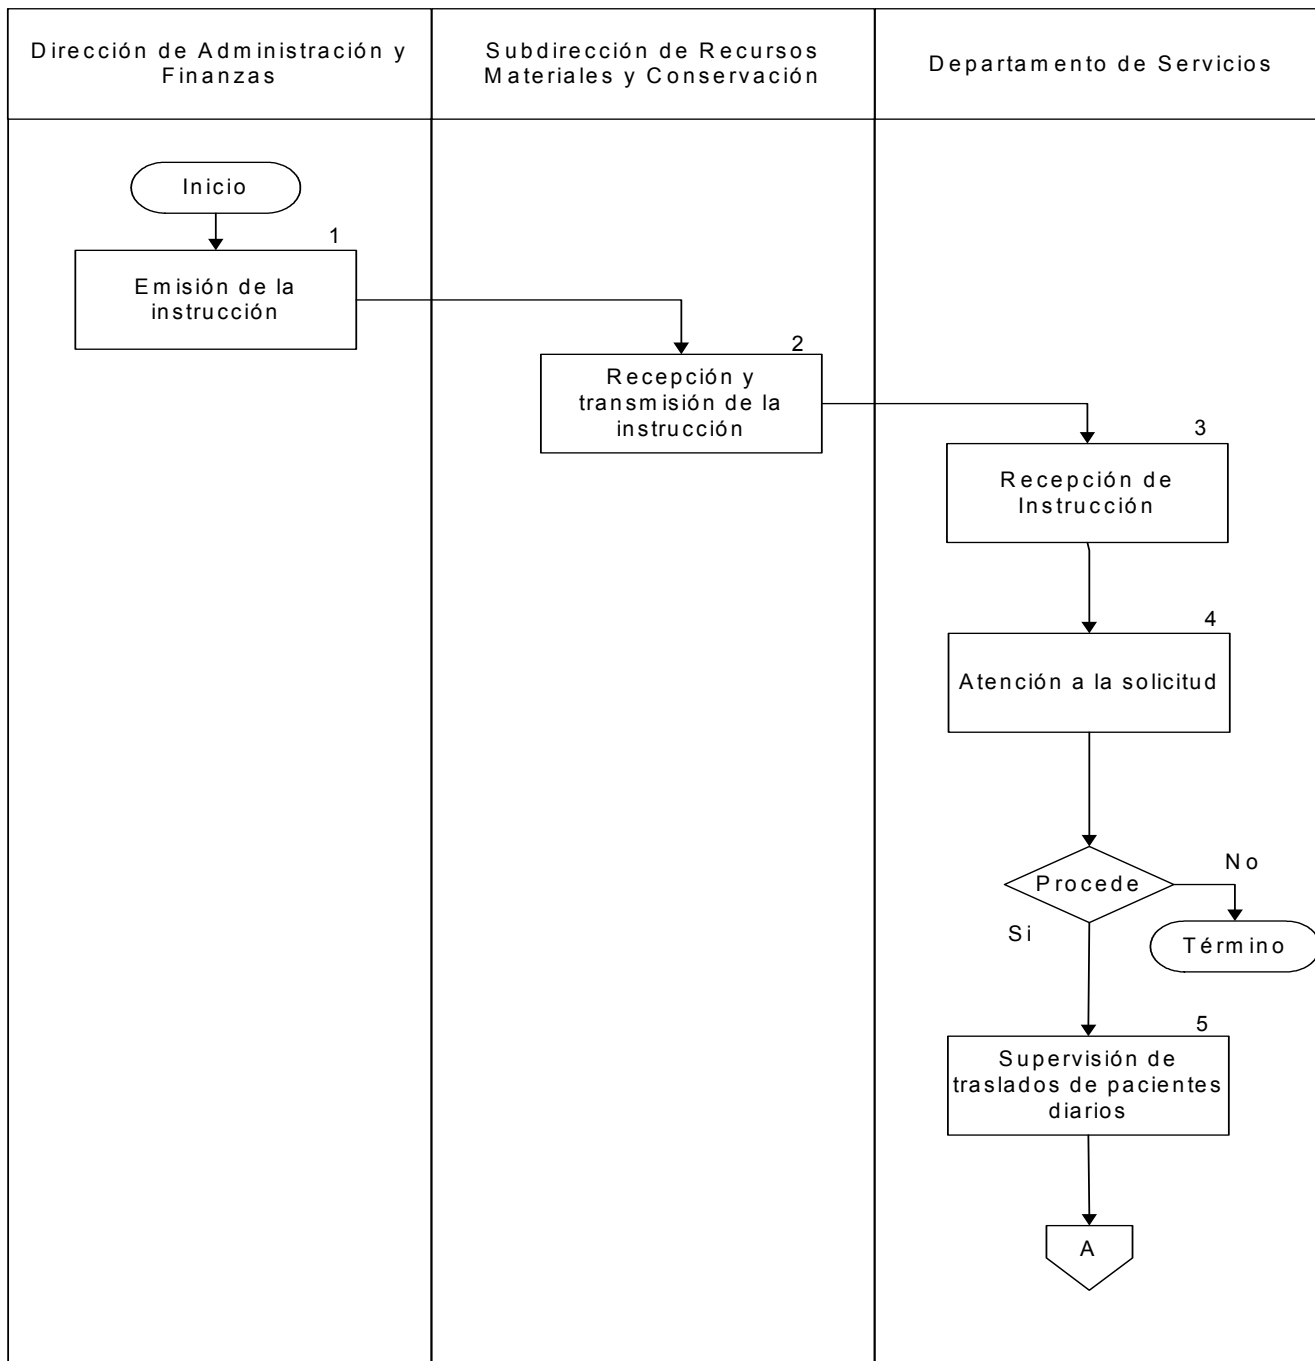 Dirección de Administración y
Finanzas
Subdirección de Recursos
Materiales y Conservación
Departamento de Servicios
Inicio
1
Emisión de la
instrucción
2
Recepción y
transmisión de la
instrucción
3
Recepción de
Instrucción
4
Atención a la solicitud
Procede
No
Si
Término
5
Supervisión de
traslados de pacientes
diarios
A